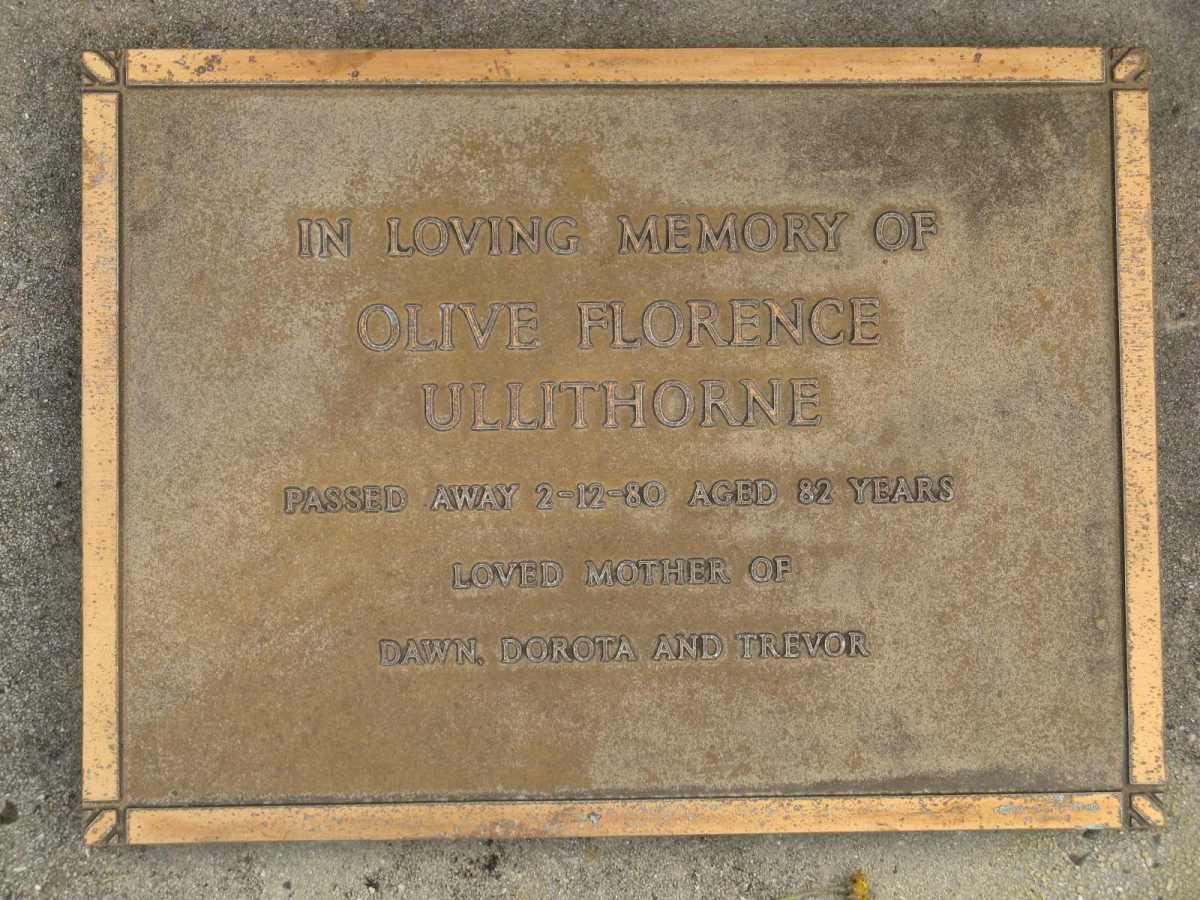 IN LOVING MEMORY OF
OLIVE FLORENCE
ULLITHORNE
PASSED AWAY 2-12-80 AGED 82 YEARS
LOVED MOTHER OF
DAWN, DOROTA AND TREVOR